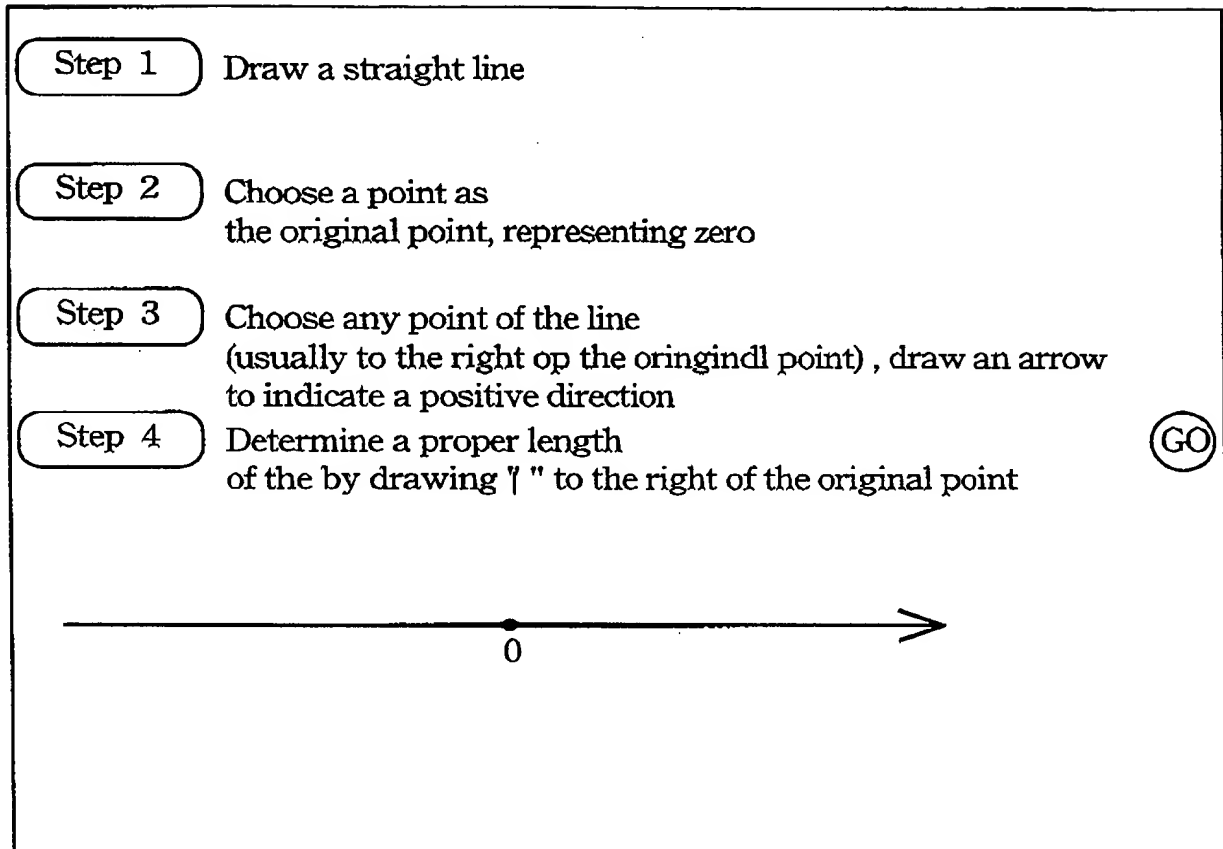 Step 1 Draw a straight line
Step 2 Choose a point as
the original point, representing zero
Step 3 Choose any point of the line
(usually to the right op the oringindl point) , draw an arrow
to indicate a positive direction
Step 4 Determine a proper length
of the by drawing " to the right of the original point
GO
0